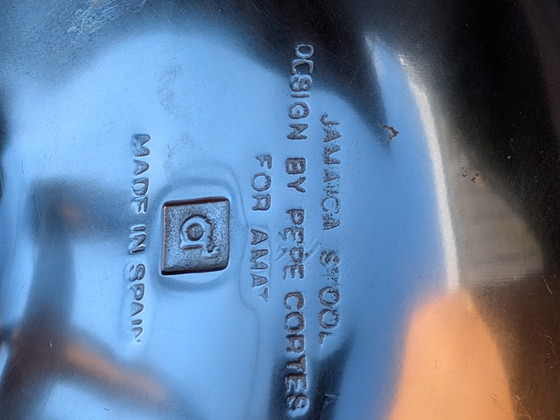 JAMAICA STOOL
DESIGN BY PEPE CORTES
FOR AMAT
a
MADE IN SPAIN